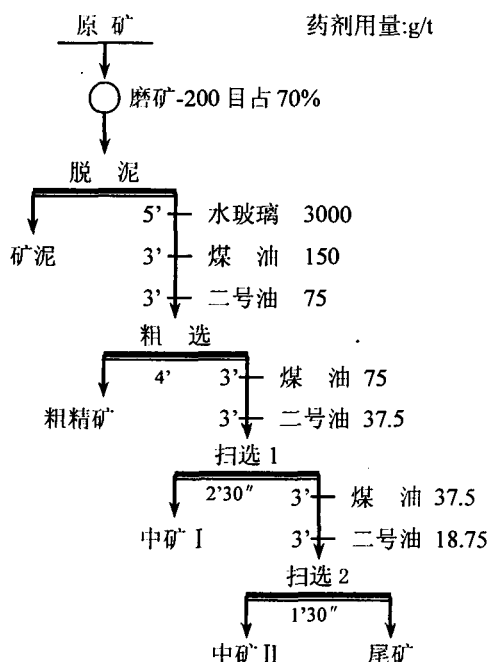 原 矿 药剂用量:g/t
磨矿-200目占70%
脱 泥
5' 水玻璃 3000
矿泥 3' 煤 油 150
3' 二号油 75
粗 选
4' 3' 煤 油 75
粗精矿 3' 二号油 37.5
扫选 1
2'30" 3' 煤 油 37.5
中矿Ⅰ 3' 二号油 18.75
扫选 2
1'30"
中矿Ⅱ 尾矿